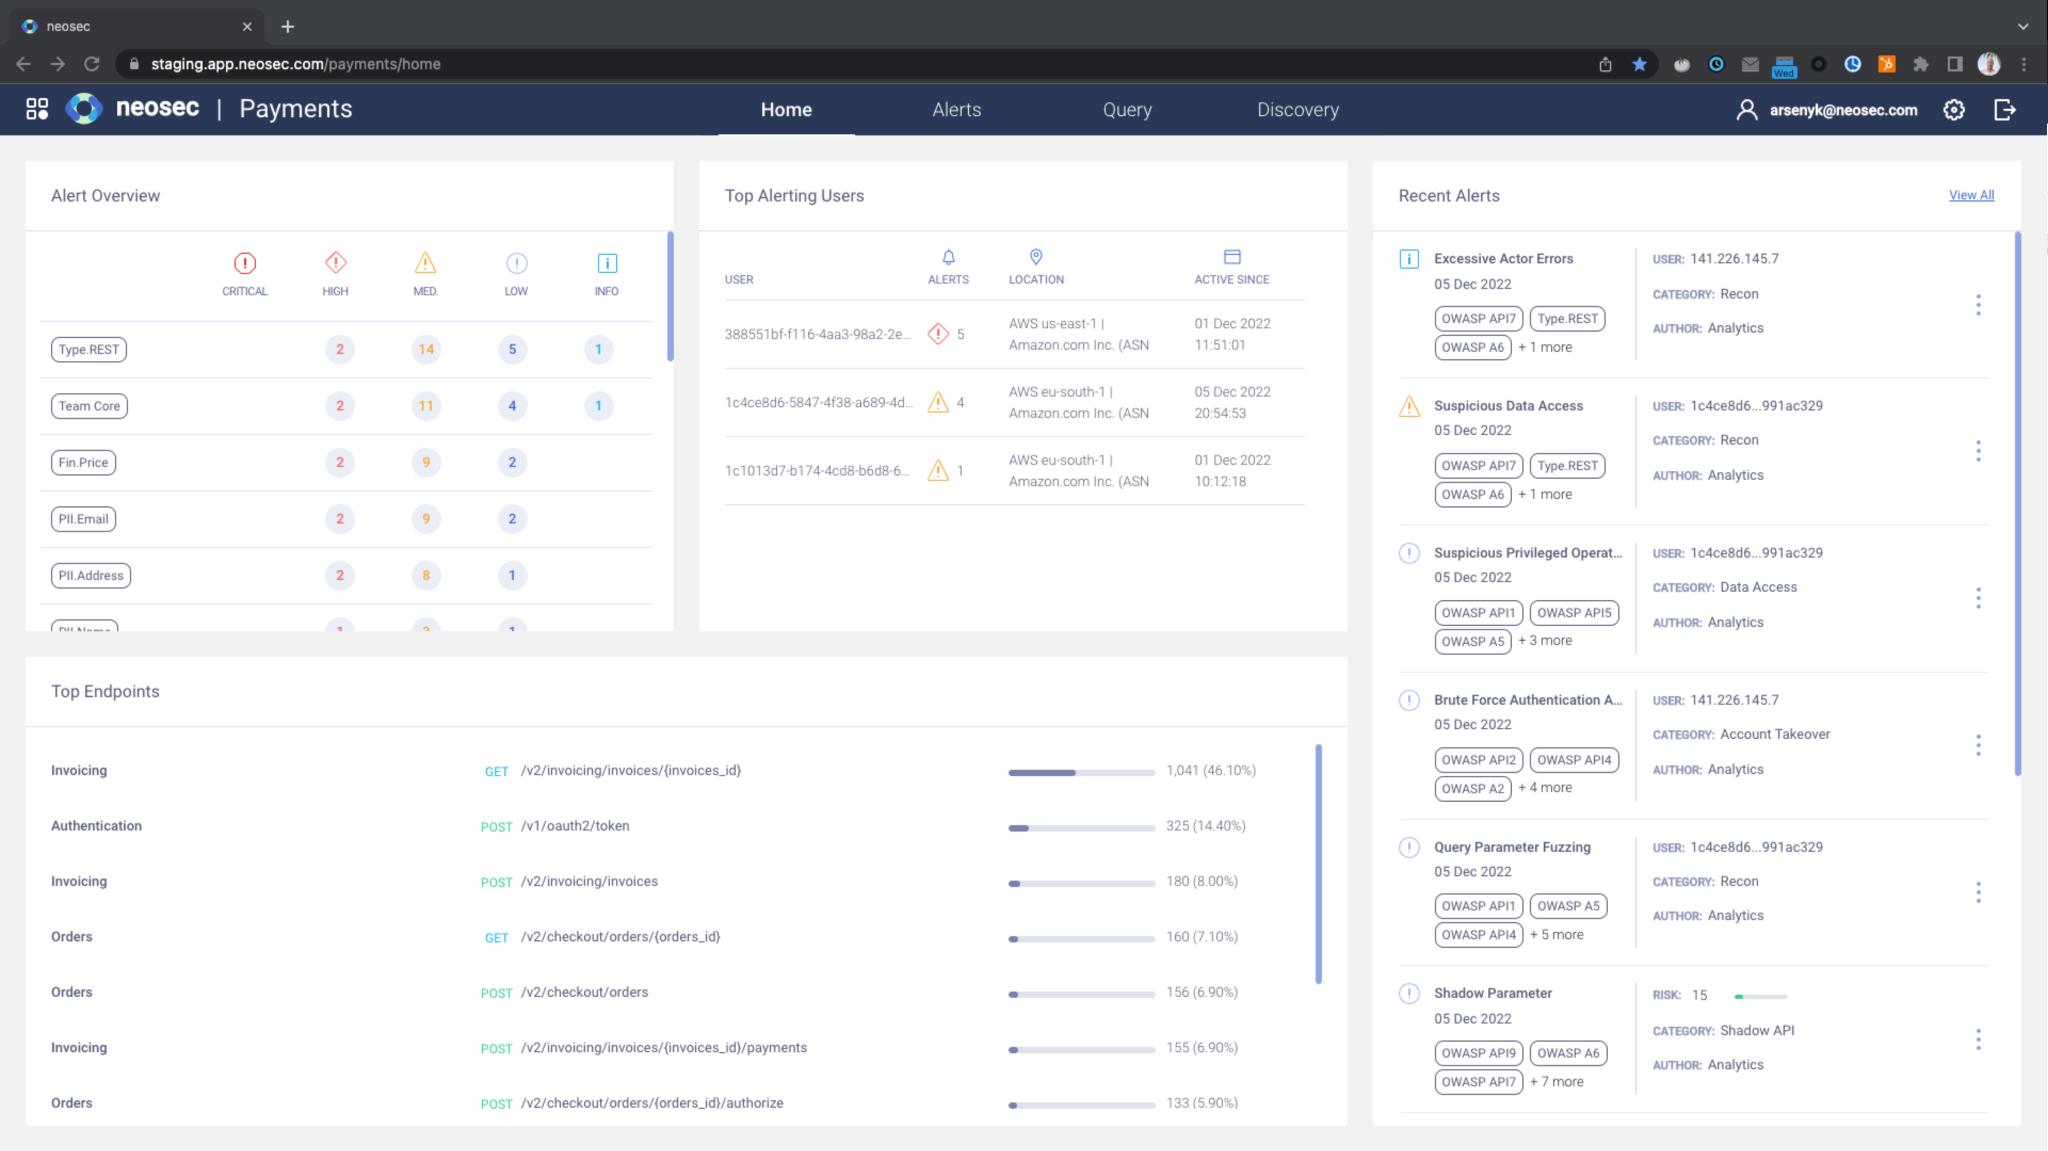 neosec
staging.app.neosec.com/payments/home
Wed
neosec | Payments
Home
Alerts
Query
Discovery
arsenyk@neosec.com
Alert Overview
CRITICAL HIGH MED. LOW INFO
Type.REST 2 14 5 1
Team Core 2 11 4 1
Fin.Price 2 9 2
PII.Email 2 9 2
PII.Address 2 8 1
Top Alerting Users
USER ALERTS LOCATION ACTIVE SINCE
388551bf-f116-4aa3-98a2-2e... 5 AWS us-east-1 | 01 Dec 2022
Amazon.com Inc. (ASN 11:51:01
1c4ce8d6-5847-4f38-a689-4d... 4 AWS eu-south-1 | 05 Dec 2022
Amazon.com Inc. (ASN 20:54:53
1c1013d7-b174-4cd8-b6d8-6... 1 AWS eu-south-1 | 01 Dec 2022
Amazon.com Inc. (ASN 10:12:18
Top Endpoints
Invoicing GET /v2/invoicing/invoices/{invoices_id} 1,041 (46.10%)
Authentication POST /v1/oauth2/token 325 (14.40%)
Invoicing POST /v2/invoicing/invoices 180 (8.00%)
Orders GET /v2/checkout/orders/{orders_id} 160 (7.10%)
Orders POST /v2/checkout/orders 156 (6.90%)
Invoicing POST /v2/invoicing/invoices/{invoices_id}/payments 155 (6.90%)
Orders POST /v2/checkout/orders/{orders_id}/authorize 133 (5.90%)
Recent Alerts View All
Excessive Actor Errors
05 Dec 2022
OWASP API7 Type.REST
OWASP A6 + 1 more
USER: 141.226.145.7
CATEGORY: Recon
AUTHOR: Analytics
Suspicious Data Access
05 Dec 2022
OWASP API7 Type.REST
OWASP A6 + 1 more
USER: 1c4ce8d6...991ac329
CATEGORY: Recon
AUTHOR: Analytics
Suspicious Privileged Operat...
05 Dec 2022
OWASP API1 OWASP API5
OWASP A5 + 3 more
USER: 1c4ce8d6...991ac329
CATEGORY: Data Access
AUTHOR: Analytics
Brute Force Authentication A...
05 Dec 2022
OWASP API2 OWASP API4
OWASP A2 + 4 more
USER: 141.226.145.7
CATEGORY: Account Takeover
AUTHOR: Analytics
Query Parameter Fuzzing
05 Dec 2022
OWASP API1 OWASP A5
OWASP API4 + 5 more
USER: 1c4ce8d6...991ac329
CATEGORY: Recon
AUTHOR: Analytics
Shadow Parameter
05 Dec 2022
OWASP API9 OWASP A6
OWASP API7 + 7 more
RISK: 15
CATEGORY: Shadow API
AUTHOR: Analytics